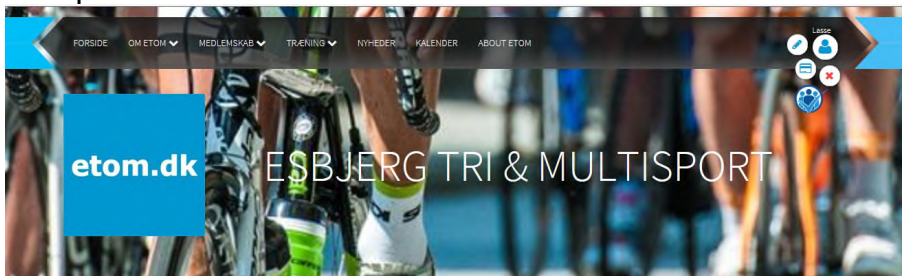 Lasse
FORSIDE OM ETOM MEDLEMSKAB TRÆNING NYHEDER KALENDER ABOUT ETOM
etom.dk
ESBJERG TRI & MULTISPORT